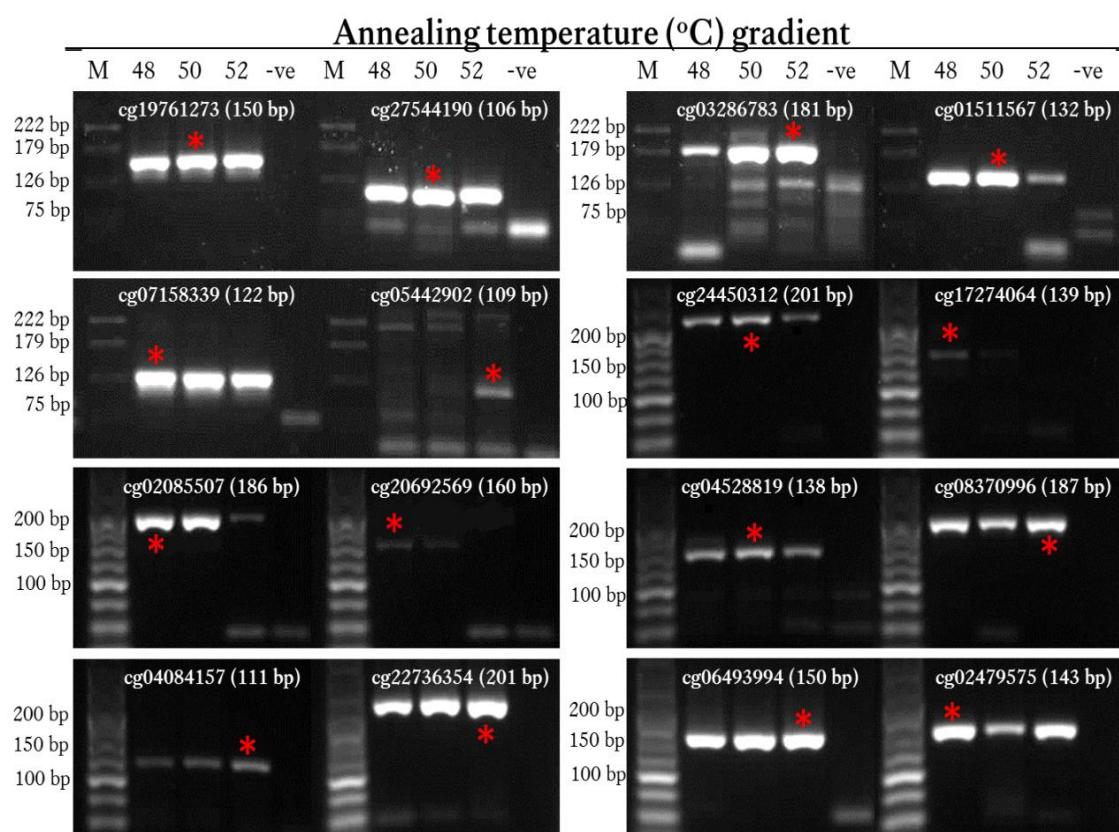 Annealing temperature (°C) gradient
M 48 50 52 -ve 48 50 52 -ve M 48 50 52 -ve M 48 50 52 -ve
cg19761273 (150 bp) cg27544190 (106 bp) cg03286783 (181 bp) cg01511567 (132 bp)
222 bp 222 bp
179 bp 179 bp
126 bp 126 bp
75 bp 75 bp
cg07158339 (122 bp) cg05442902 (109 bp) cg24450312 (201 bp) cg17274064 (139 bp)
222 bp 200 bp
179 bp 150 bp
126 bp 100 bp
75 bp
cg02085507 (186 bp) cg20692569 (160 bp) cg04528819 (138 bp) cg08370996 (187 bp)
200 bp 200 bp
150 bp 150 bp
100 bp 100 bp
cg04084157 (111 bp) cg22736354 (201 bp) cg06493994 (150 bp) cg02479575 (143 bp)
200 bp 200 bp
150 bp 150 bp
100 bp 100 bp